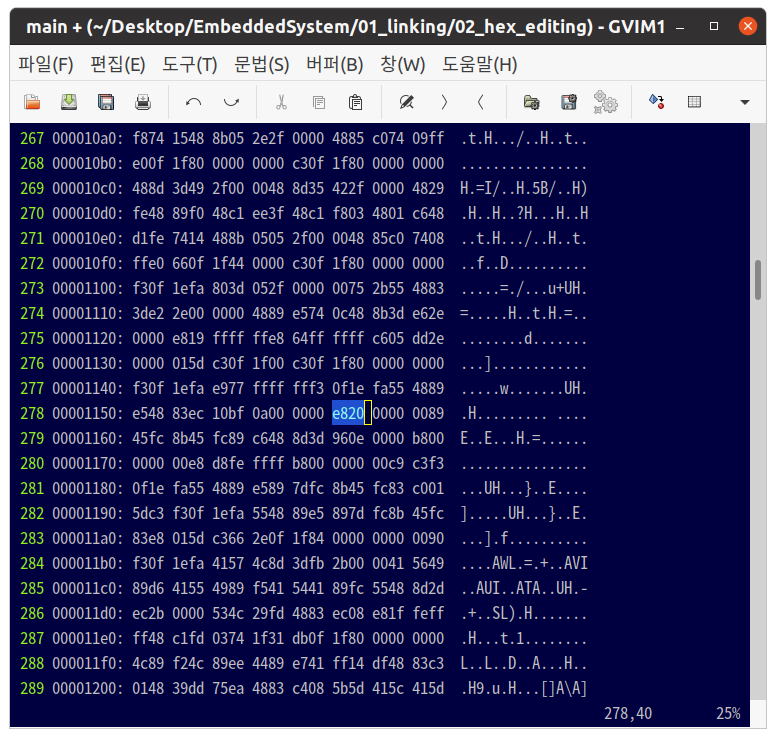 main + (~/Desktop/EmbeddedSystem/01_linking/02_hex_editing) - GVIM1
파일(F) 편집(E) 도구(T) 문법(S) 버퍼(B) 창(W) 도움말(H)
267 000010a0: f874 1548 8b05 2e2f 0000 4885 c074 09ff  .t.H.../..H..t..
268 000010b0: e00f 1f80 0000 0000 c30f 1f80 0000 0000  ................
269 000010c0: 488d 3d49 2f00 0048 8d35 422f 0000 4829  H.=I/..H.5B/..H)
270 000010d0: fe48 89f0 48c1 ee3f 48c1 f803 4801 c648  .H..H..?H...H..H
271 000010e0: d1fe 7414 488b 0505 2f00 0048 85c0 7408  ..t.H.../..H..t.
272 000010f0: ffe0 660f 1f44 0000 c30f 1f80 0000 0000  ..f..D..........
273 00001100: f30f 1efa 803d 052f 0000 0075 2b55 4883  .....=./...u+UH.
274 00001110: 3de2 2e00 0000 4889 e574 0c48 8b3d e62e  =.....H..t.H.=..
275 00001120: 0000 e819 ffff ffe8 64ff ffff c605 dd2e  ........d.......
276 00001130: 0000 015d c30f 1f00 c30f 1f80 0000 0000  ...]............
277 00001140: f30f 1efa e977 ffff fff3 0f1e fa55 4889  .....w.......UH.
278 00001150: e548 83ec 10bf 0a00 0000 e820 0000 0089  .H......... ....
279 00001160: 45fc 8b45 fc89 c648 8d3d 960e 0000 b800  E..E...H.=......
280 00001170: 0000 00e8 d8fe ffff b800 0000 00c9 c3f3  ................
281 00001180: 0f1e fa55 4889 e589 7dfc 8b45 fc83 c001  ...UH...}..E....
282 00001190: 5dc3 f30f 1efa 5548 89e5 897d fc8b 45fc  ].....UH...}..E.
283 000011a0: 83e8 015d c366 2e0f 1f84 0000 0000 0090  ...].f..........
284 000011b0: f30f 1efa 4157 4c8d 3dfb 2b00 0041 5649  ....AWL.=.+..AVI
285 000011c0: 89d6 4155 4989 f541 5441 89fc 5548 8d2d  ..AUI..ATA..UH.-
286 000011d0: ec2b 0000 534c 29fd 4883 ec08 e81f feff  .+..SL).H.......
287 000011e0: ff48 c1fd 0374 1f31 db0f 1f80 0000 0000  .H...t.1........
288 000011f0: 4c89 f24c 89ee 4489 e741 ff14 df48 83c3  L..L..D..A...H..
289 00001200: 0148 39dd 75ea 4883 c408 5b5d 415c 415d  .H9.u.H...[]A\A]
278,40 25%